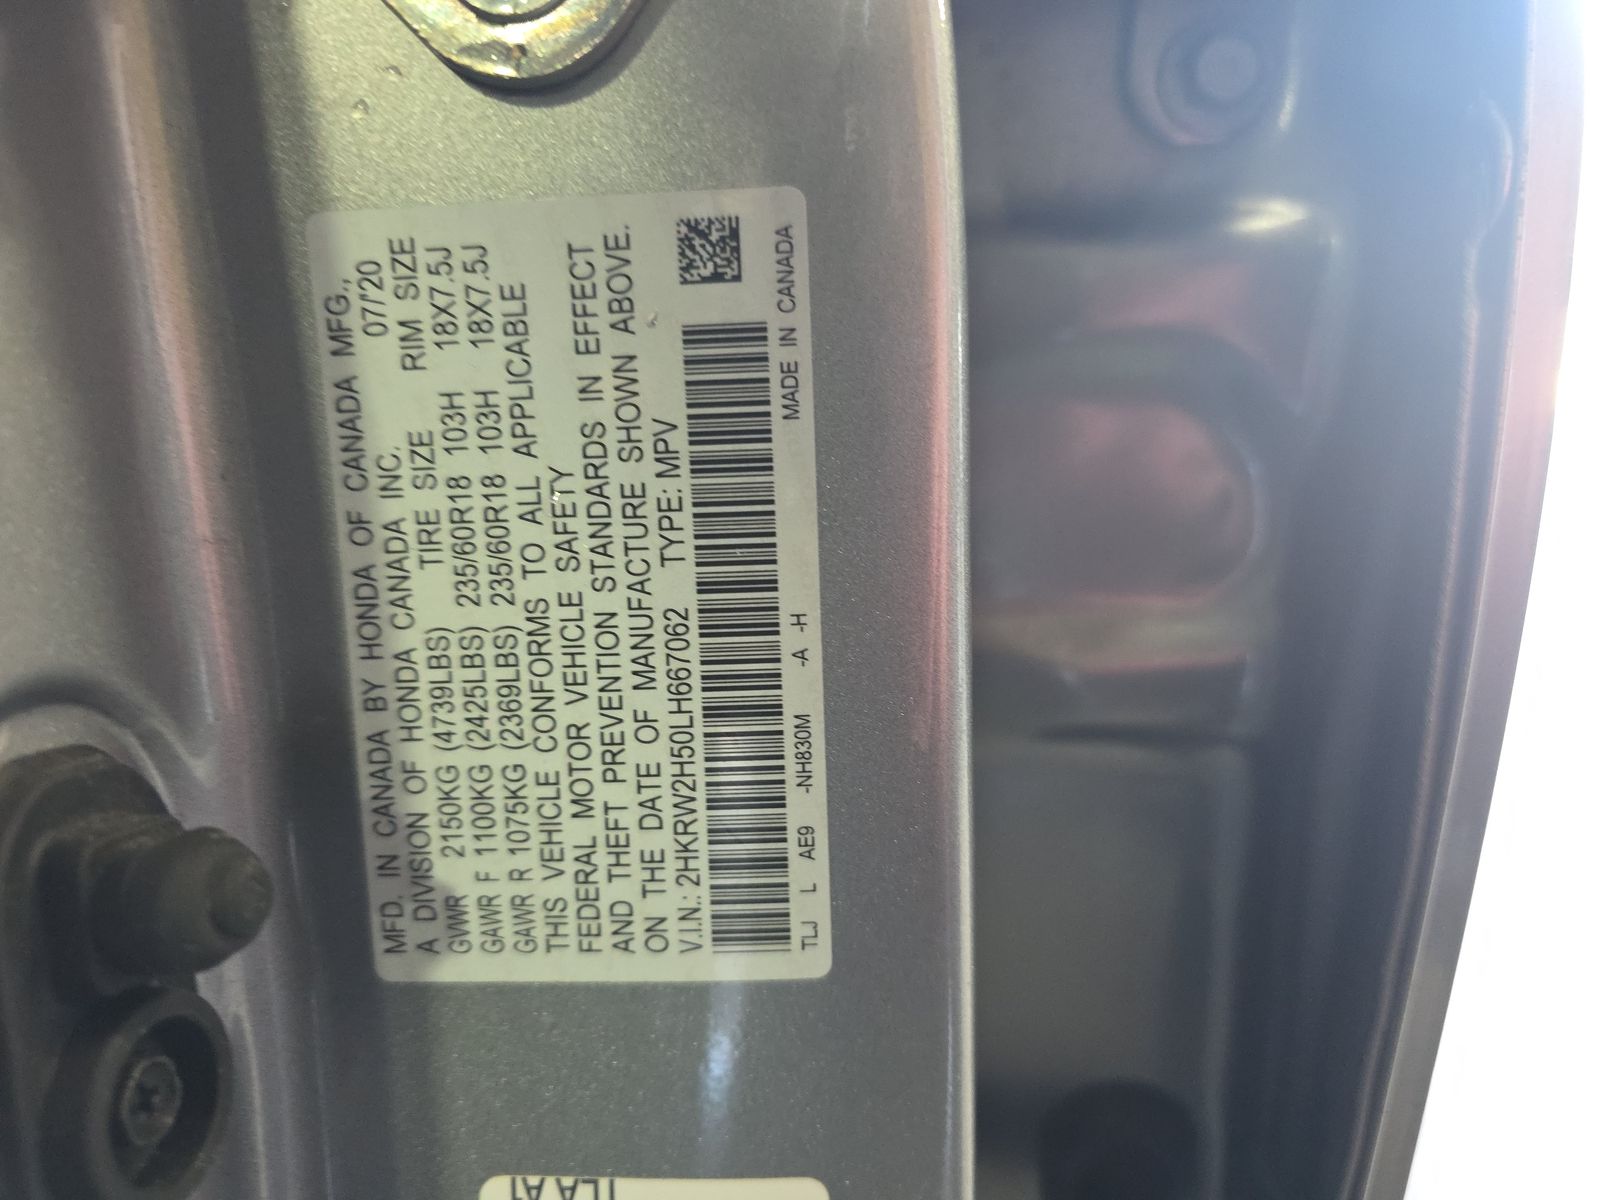 MFD. IN CANADA BY HONDA OF CANADA MFG.,
A DIVISION OF HONDA CANADA INC. 07/'20
GVWR 2150KG (4739LBS) TIRE SIZE RIM SIZE
GAWR F 1100KG (2425LBS) 235/60R18 103H 18X7.5J
GAWR R 1075KG (2369LBS) 235/60R18 103H 18X7.5J
THIS VEHICLE CONFORMS TO ALL APPLICABLE
FEDERAL MOTOR VEHICLE SAFETY
AND THEFT PREVENTION STANDARDS IN EFFECT
ON THE DATE OF MANUFACTURE SHOWN ABOVE.
V.I.N.: 2HKRW2H50LH667062 TYPE: MPV
TLJ L AE9 -NH830M -A -H MADE IN CANADA